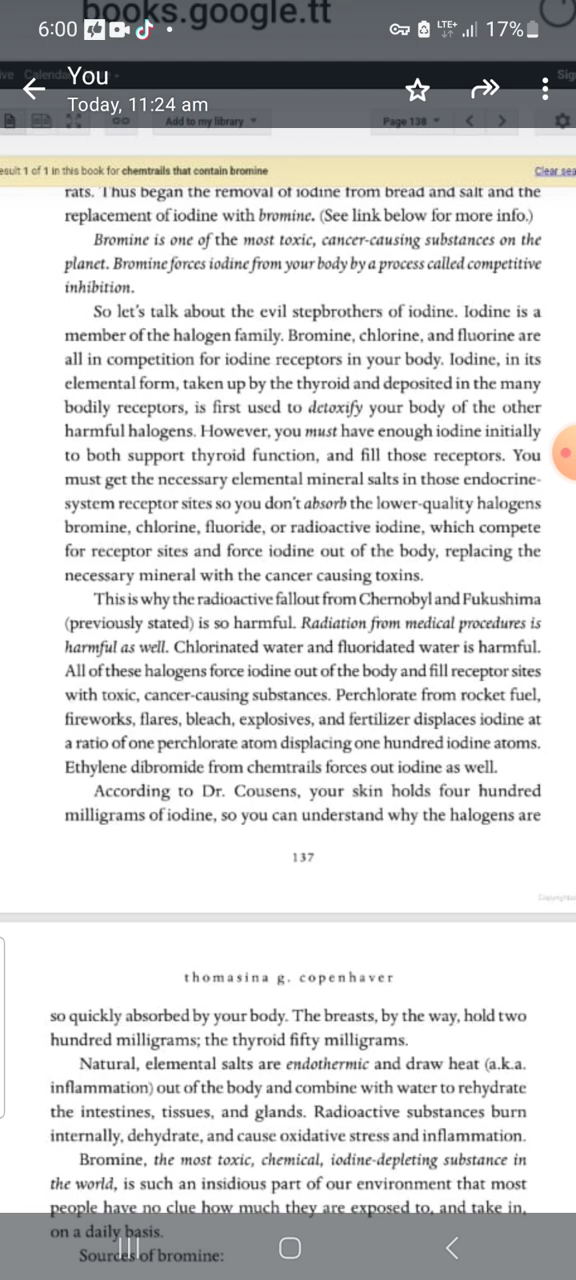 books.google.tt
6:00 LTE+ 17%
You
Today, 11:24 am
ve Calenda
Sig
Add to my library
Page 138
esult 1 of 1 in this book for chemtrails that contain bromine
Clear sea
rats. Thus began the removal of iodine from bread and salt and the
replacement of iodine with bromine. (See link below for more info.)
Bromine is one of the most toxic, cancer-causing substances on the
planet. Bromine forces iodine from your body by a process called competitive
inhibition.
So let's talk about the evil stepbrothers of iodine. Iodine is a
member of the halogen family. Bromine, chlorine, and fluorine are
all in competition for iodine receptors in your body. Iodine, in its
elemental form, taken up by the thyroid and deposited in the many
bodily receptors, is first used to detoxify your body of the other
harmful halogens. However, you must have enough iodine initially
to both support thyroid function, and fill those receptors. You
must get the necessary elemental mineral salts in those endocrine-
system receptor sites so you don't absorb the lower-quality halogens
bromine, chlorine, fluoride, or radioactive iodine, which compete
for receptor sites and force iodine out of the body, replacing the
necessary mineral with the cancer causing toxins.
This is why the radioactive fallout from Chernobyl and Fukushima
(previously stated) is so harmful. Radiation from medical procedures is
harmful as well. Chlorinated water and fluoridated water is harmful.
All of these halogens force iodine out of the body and fill receptor sites
with toxic, cancer-causing substances. Perchlorate from rocket fuel,
fireworks, flares, bleach, explosives, and fertilizer displaces iodine at
a ratio of one perchlorate atom displacing one hundred iodine atoms.
Ethylene dibromide from chemtrails forces out iodine as well.
According to Dr. Cousens, your skin holds four hundred
milligrams of iodine, so you can understand why the halogens are
137
thomasina g. copenhaver
so quickly absorbed by your body. The breasts, by the way, hold two
hundred milligrams; the thyroid fifty milligrams.
Natural, elemental salts are endothermic and draw heat (a.k.a.
inflammation) out of the body and combine with water to rehydrate
the intestines, tissues, and glands. Radioactive substances burn
internally, dehydrate, and cause oxidative stress and inflammation.
Bromine, the most toxic, chemical, iodine-depleting substance in
the world, is such an insidious part of our environment that most
people have no clue how much they are exposed to, and take in,
on a daily basis.
Sources of bromine: